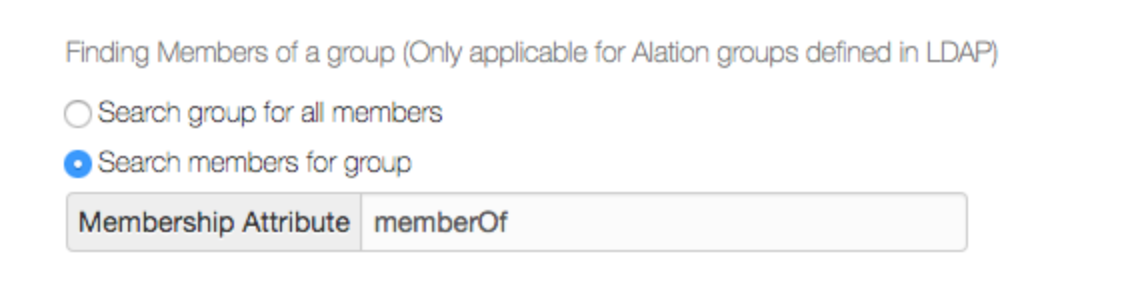 Finding Members of a group (Only applicable for Alation groups defined in LDAP)
Search group for all members
Search members for group
Membership Attribute memberOf